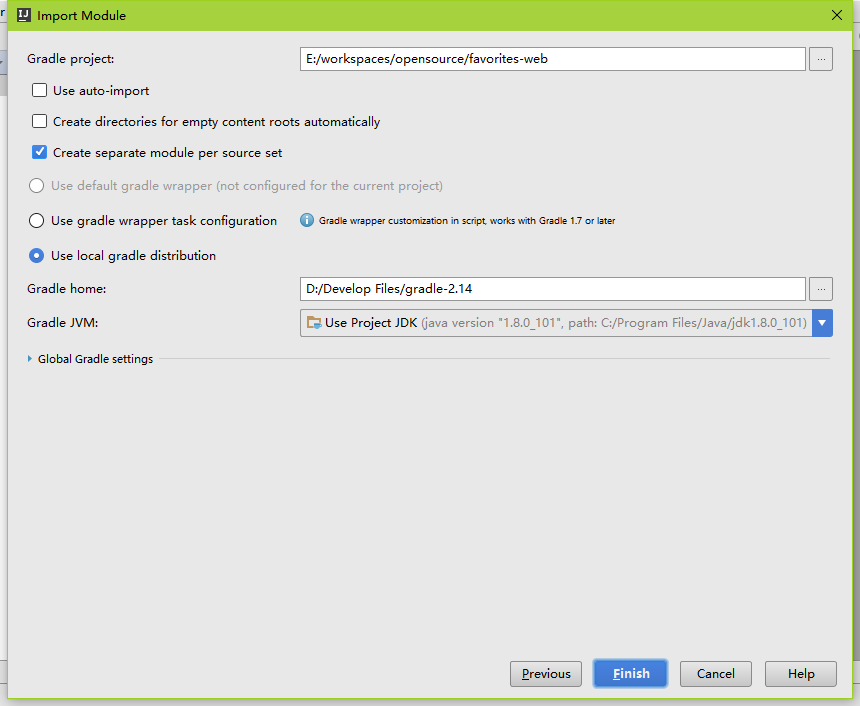 Import Module
Gradle project: E:/workspaces/opensource/favorites-web ...
Use auto-import
Create directories for empty content roots automatically
Create separate module per source set
Use default gradle wrapper (not configured for the current project)
Use gradle wrapper task configuration Gradle wrapper customization in script, works with Gradle 1.7 or later
Use local gradle distribution
Gradle home: D:/Develop Files/gradle-2.14 ...
Gradle JVM: Use Project JDK (java version "1.8.0_101", path: C:/Program Files/Java/jdk1.8.0_101)
Global Gradle settings
Previous Finish Cancel Help